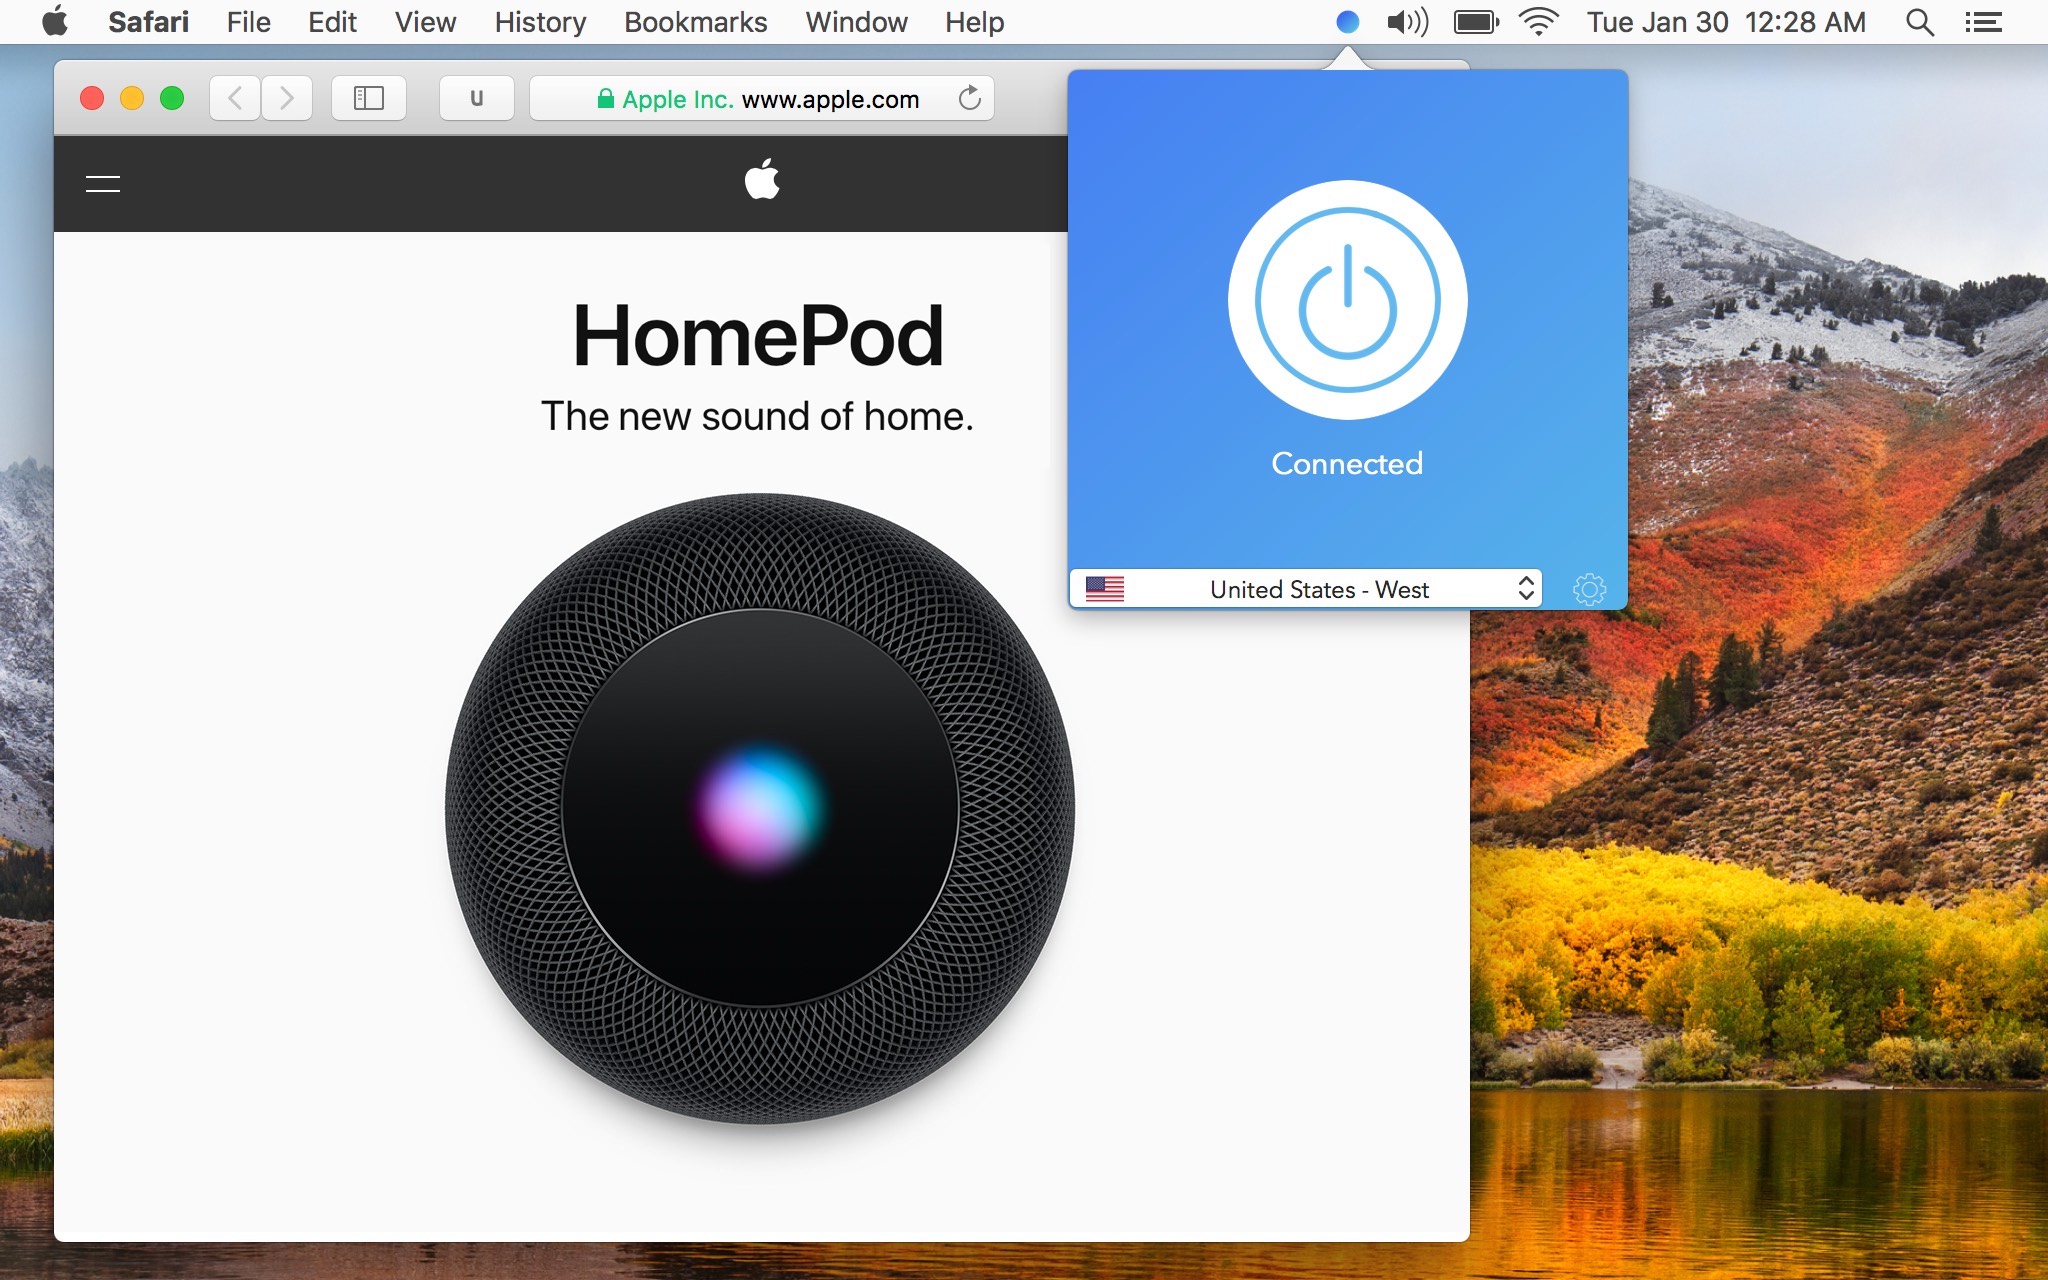 Safari File Edit View History Bookmarks Window Help Tue Jan 30 12:28 AM
u Apple Inc. www.apple.com
HomePod
The new sound of home.
Connected
United States - West